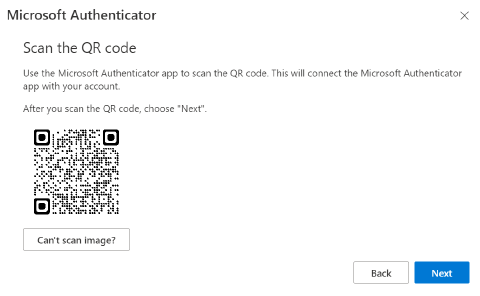 Microsoft Authenticator
Scan the QR code
Use the Microsoft Authenticator app to scan the QR code. This will connect the Microsoft Authenticator
app with your account.
After you scan the QR code, choose "Next".
Can't scan image?
Back
Next